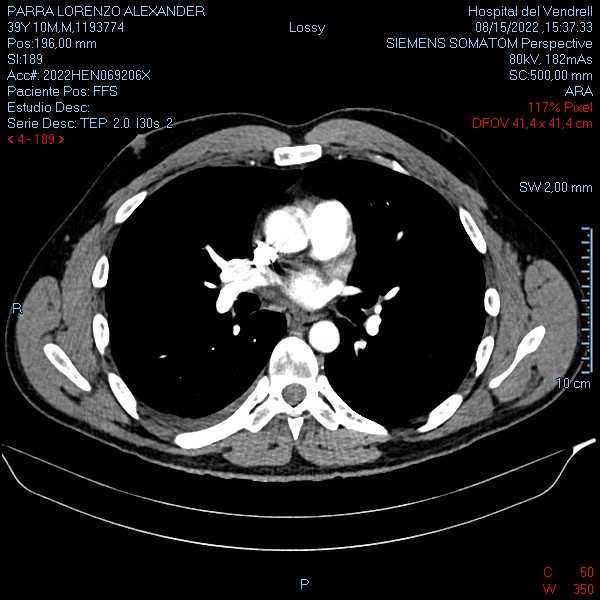 PARRA LORENZO ALEXANDER
39Y 10M,M,1193774
Pos:196,00 mm
SI:189
Acc#: 2022HEN069206X
Paciente Pos: FFS
Estudio Desc:
Serie Desc: TEP 2.0 I30s 2
< 4 - 189 >
Lossy
Hospital del Vendrell
08/15/2022 ,15:37:33
SIEMENS SOMATOM Perspective
80kV, 182mAs
SC:500,00 mm
ARA
117% Pixel
DFOV 41,4 x 41,4 cm
SW 2,00 mm
R
10 cm
P
C 50
W 350